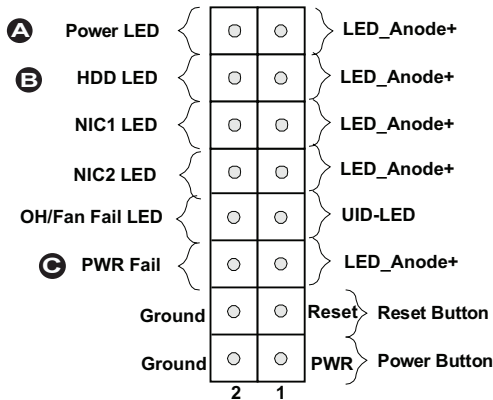 A Power LED LED_Anode+
B HDD LED LED_Anode+
NIC1 LED LED_Anode+
NIC2 LED LED_Anode+
OH/Fan Fail LED UID-LED
C PWR Fail LED_Anode+
Ground Reset Reset Button
Ground PWR Power Button
2 1